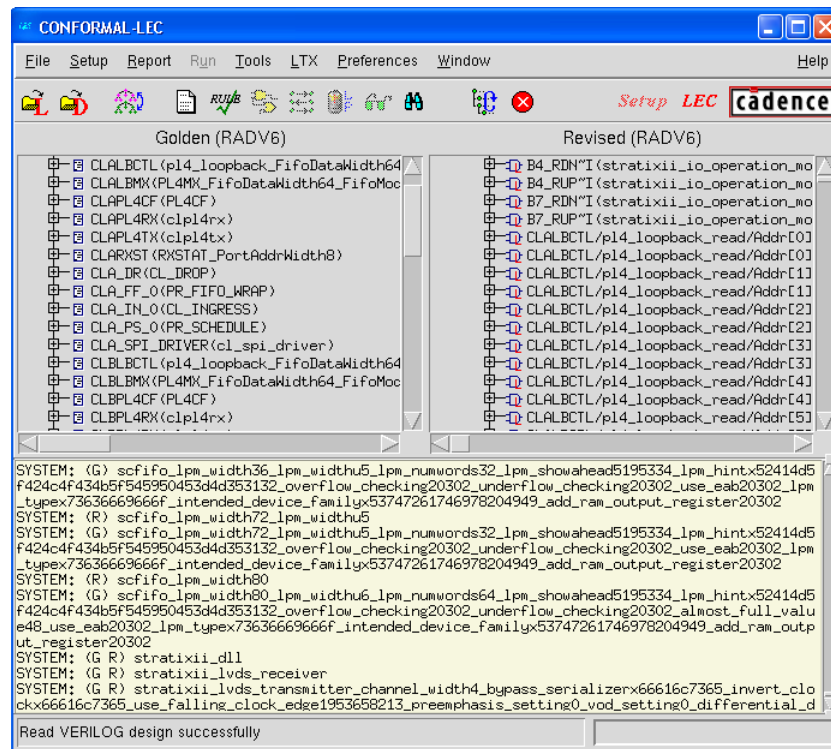 CONFORMAL-LEC
File Setup Report Run Tools LTX Preferences Window Help
Setup LEC cādence
Golden (RADV6) Revised (RADV6)
CLALBCTL(pl4_loopback_FifoDataWidth64
CLALBMX(PL4MX_FifoDataWidth64_FifoMoc
CLAPL4CF(PL4CF)
CLAPL4RX(clpl4rx)
CLAPL4TX(clpl4tx)
CLARXST(RXSTAT_PortAddrWidth8)
CLA_DR(CL_DROP)
CLA_FF_0(PR_FIFO_WRAP)
CLA_IN_0(CL_INGRESS)
CLA_PS_0(PR_SCHEDULE)
CLA_SPI_DRIVER(cl_spi_driver)
CLBLBCTL(pl4_loopback_FifoDataWidth64
CLBLBMX(PL4MX_FifoDataWidth64_FifoMoc
CLBPL4CF(PL4CF)
CLBPL4RX(clpl4rx)
B4_RDN~I(stratixii_io_operation_mo
B4_RUP~I(stratixii_io_operation_mo
B7_RDN~I(stratixii_io_operation_mo
B7_RUP~I(stratixii_io_operation_mo
CLALBCTL/pl4_loopback_read/Addr[0]
CLALBCTL/pl4_loopback_read/Addr[0]
CLALBCTL/pl4_loopback_read/Addr[1]
CLALBCTL/pl4_loopback_read/Addr[1]
CLALBCTL/pl4_loopback_read/Addr[2]
CLALBCTL/pl4_loopback_read/Addr[2]
CLALBCTL/pl4_loopback_read/Addr[3]
CLALBCTL/pl4_loopback_read/Addr[3]
CLALBCTL/pl4_loopback_read/Addr[4]
CLALBCTL/pl4_loopback_read/Addr[4]
CLALBCTL/pl4_loopback_read/Addr[5]
SYSTEM: (G) scfifo_lpm_width36_lpm_widthu5_lpm_numwords32_lpm_showahead5195334_lpm_hintx52414d5
f424c4f434b5f545950453d4d353132_overflow_checking20302_underflow_checking20302_use_eab20302_lpm
_typex73636669666f_intended_device_familyx53747261746978204949_add_ram_output_register20302
SYSTEM: (R) scfifo_lpm_width72_lpm_widthu5
SYSTEM: (G) scfifo_lpm_width72_lpm_widthu5_lpm_numwords32_lpm_showahead5195334_lpm_hintx52414d5
f424c4f434b5f545950453d4d353132_overflow_checking20302_underflow_checking20302_use_eab20302_lpm
_typex73636669666f_intended_device_familyx53747261746978204949_add_ram_output_register20302
SYSTEM: (R) scfifo_lpm_width80
SYSTEM: (G) scfifo_lpm_width80_lpm_widthu6_lpm_numwords64_lpm_showahead5195334_lpm_hintx52414d5
f424c4f434b5f545950453d4d353132_overflow_checking20302_underflow_checking20302_almost_full_valu
e48_use_eab20302_lpm_typex73636669666f_intended_device_familyx53747261746978204949_add_ram_outp
ut_register20302
SYSTEM: (G R) stratixii_dll
SYSTEM: (G R) stratixii_lvds_receiver
SYSTEM: (G R) stratixii_lvds_transmitter_channel_width4_bypass_serializerx66616c7365_invert_clo
ckx66616c7365_use_falling_clock_edge1953658213_preemphasis_setting0_vod_setting0_differential_d
Read VERILOG design successfully